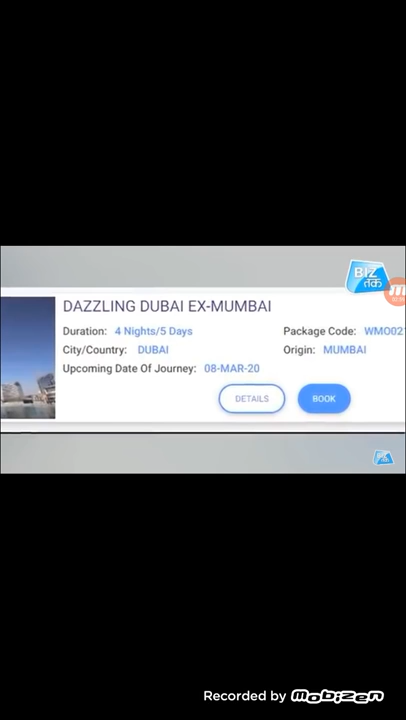 BIZ
तक
DAZZLING DUBAI EX-MUMBAI
Duration: 4 Nights/5 Days
Package Code: WMO02
City/Country: DUBAI
Origin: MUMBAI
Upcoming Date Of Journey: 08-MAR-20
DETAILS
BOOK
Recorded by MOBIZEN